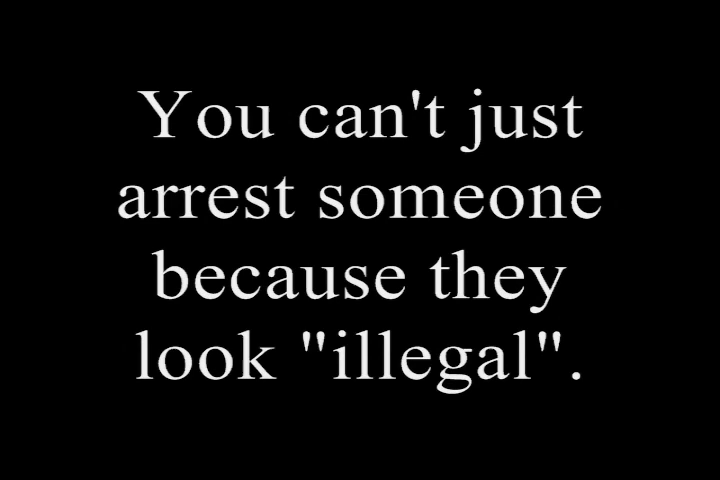 You can't just
arrest someone
because they
look "illegal".